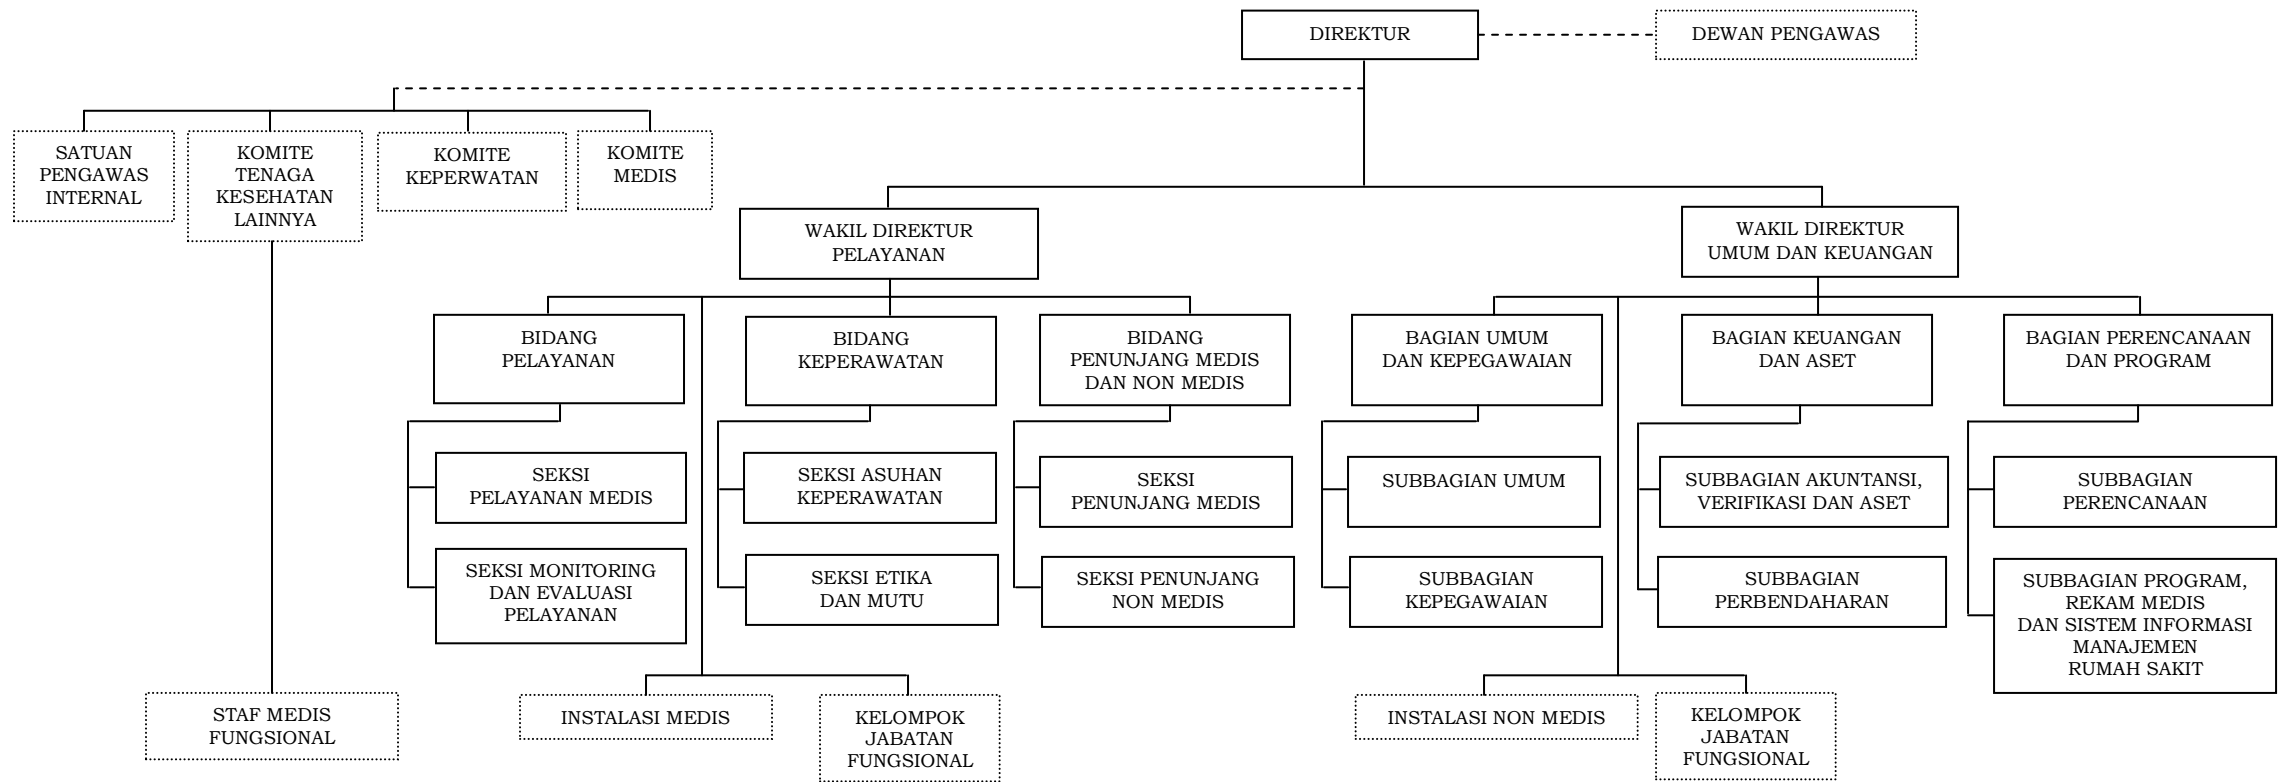 DIREKTUR
DEWAN PENGAWAS
SATUAN
PENGAWAS
INTERNAL
KOMITE
TENAGA
KESEHATAN
LAINNYA
KOMITE
KEPERWATAN
KOMITE
MEDIS
WAKIL DIREKTUR
PELAYANAN
WAKIL DIREKTUR
UMUM DAN KEUANGAN
BIDANG
PELAYANAN
BIDANG
KEPERAWATAN
BIDANG
PENUNJANG MEDIS
DAN NON MEDIS
BAGIAN UMUM
DAN KEPEGAWAIAN
BAGIAN KEUANGAN
DAN ASET
BAGIAN PERENCANAAN
DAN PROGRAM
SEKSI
PELAYANAN MEDIS
SEKSI ASUHAN
KEPERAWATAN
SEKSI
PENUNJANG MEDIS
SUBBAGIAN UMUM
SUBBAGIAN AKUNTANSI,
VERIFIKASI DAN ASET
SUBBAGIAN
PERENCANAAN
SEKSI MONITORING
DAN EVALUASI
PELAYANAN
SEKSI ETIKA
DAN MUTU
SEKSI PENUNJANG
NON MEDIS
SUBBAGIAN
KEPEGAWAIAN
SUBBAGIAN
PERBENDAHARAN
SUBBAGIAN PROGRAM,
REKAM MEDIS
DAN SISTEM INFORMASI
MANAJEMEN
RUMAH SAKIT
STAF MEDIS
FUNGSIONAL
INSTALASI MEDIS
KELOMPOK
JABATAN
FUNGSIONAL
INSTALASI NON MEDIS
KELOMPOK
JABATAN
FUNGSIONAL